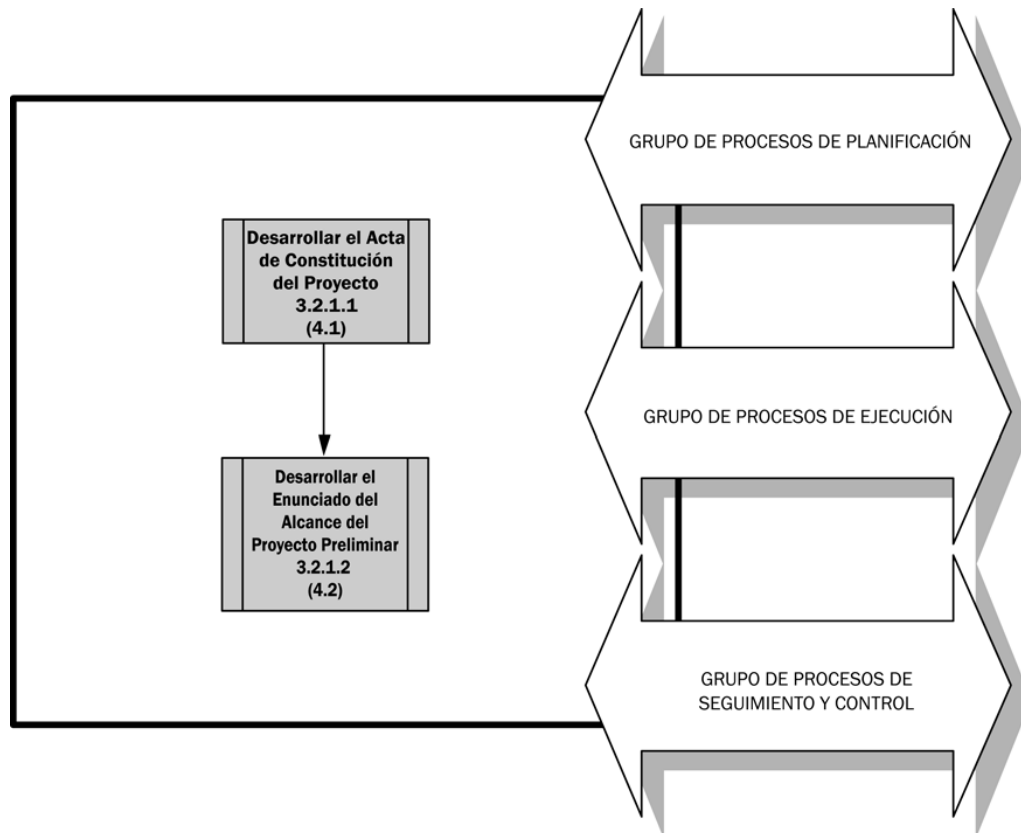 GRUPO DE PROCESOS DE PLANIFICACIÓN
Desarrollar el Acta
de Constitución
del Proyecto
3.2.1.1
(4.1)
GRUPO DE PROCESOS DE EJECUCIÓN
Desarrollar el
Enunciado del
Alcance del
Proyecto Preliminar
3.2.1.2
(4.2)
GRUPO DE PROCESOS DE
SEGUIMIENTO Y CONTROL